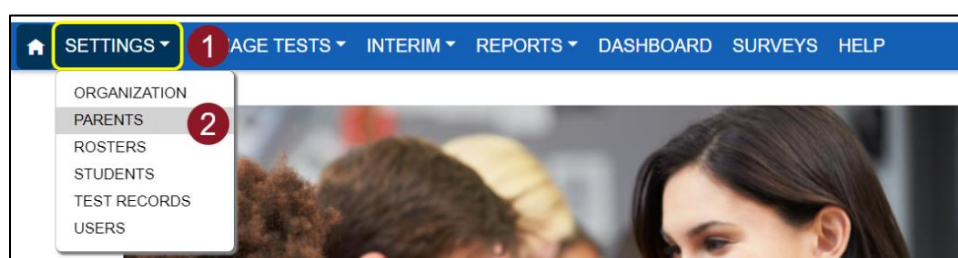 SETTINGS 1 AGE TESTS INTERIM REPORTS DASHBOARD SURVEYS HELP
ORGANIZATION
PARENTS 2
ROSTERS
STUDENTS
TEST RECORDS
USERS